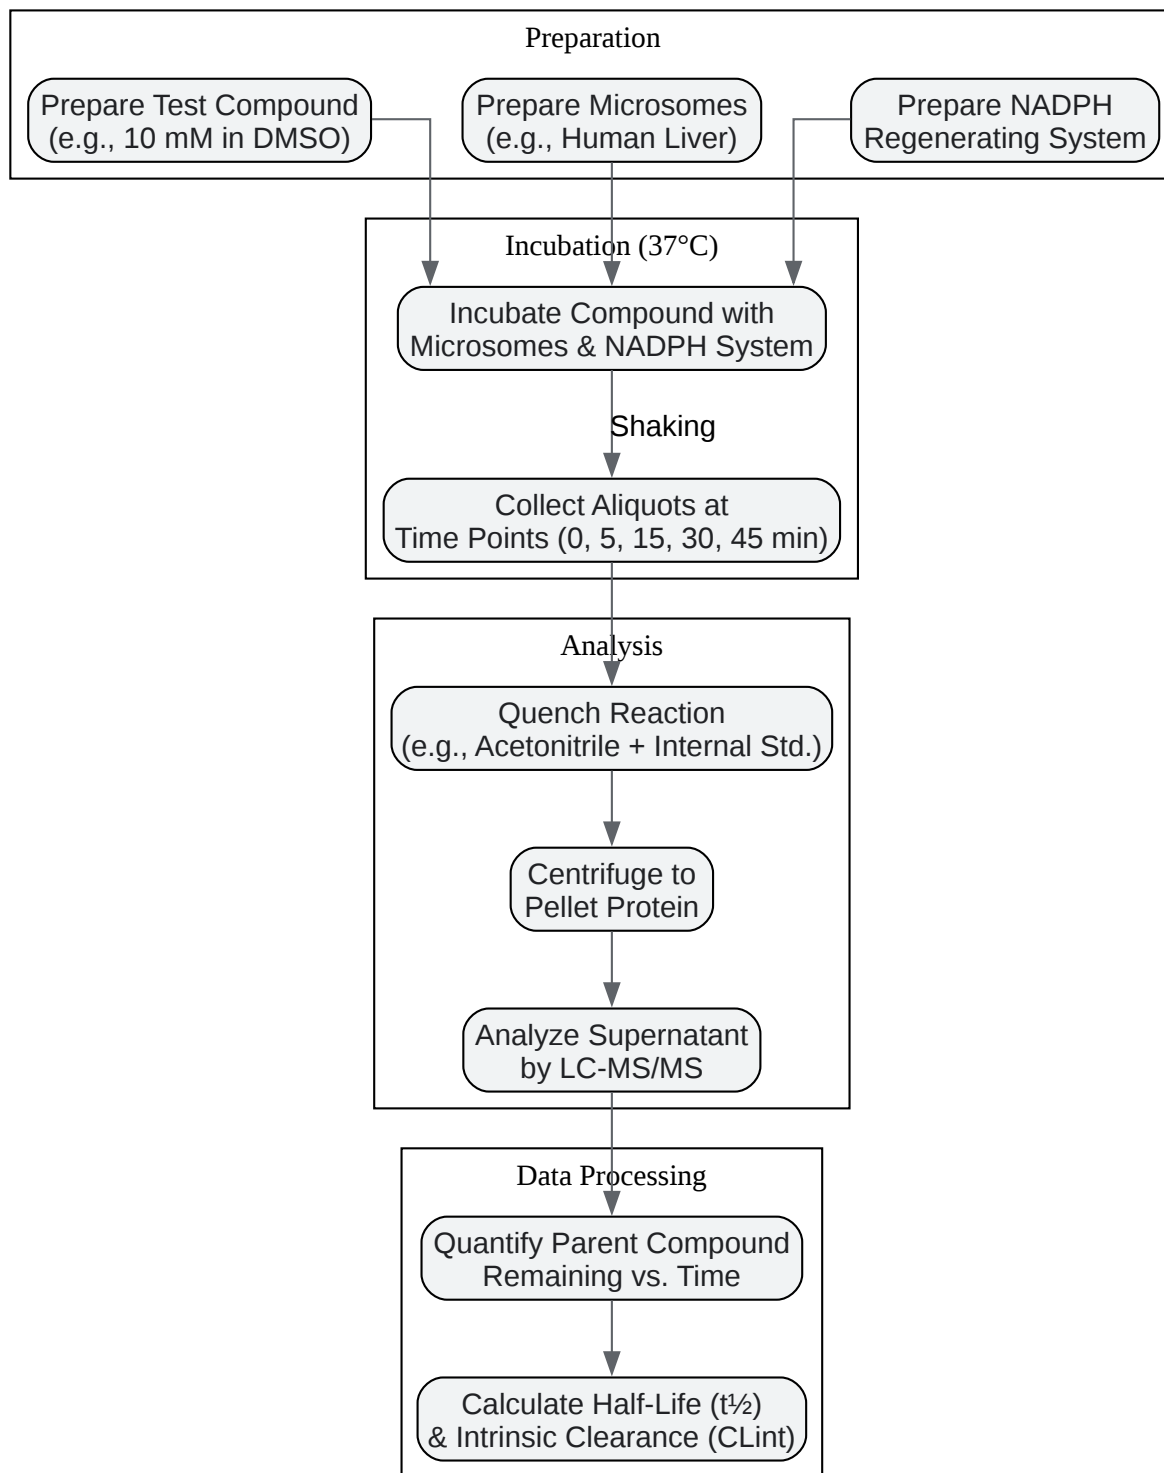 Preparation
Prepare Test Compound
(e.g., 10 mM in DMSO)
Prepare Microsomes
(e.g., Human Liver)
Prepare NADPH
Regenerating System
Incubation (37°C)
Incubate Compound with
Microsomes & NADPH System
Shaking
Collect Aliquots at
Time Points (0, 5, 15, 30, 45 min)
Analysis
Quench Reaction
(e.g., Acetonitrile + Internal Std.)
Centrifuge to
Pellet Protein
Analyze Supernatant
by LC-MS/MS
Data Processing
Quantify Parent Compound
Remaining vs. Time
Calculate Half-Life (t½)
& Intrinsic Clearance (CLint)